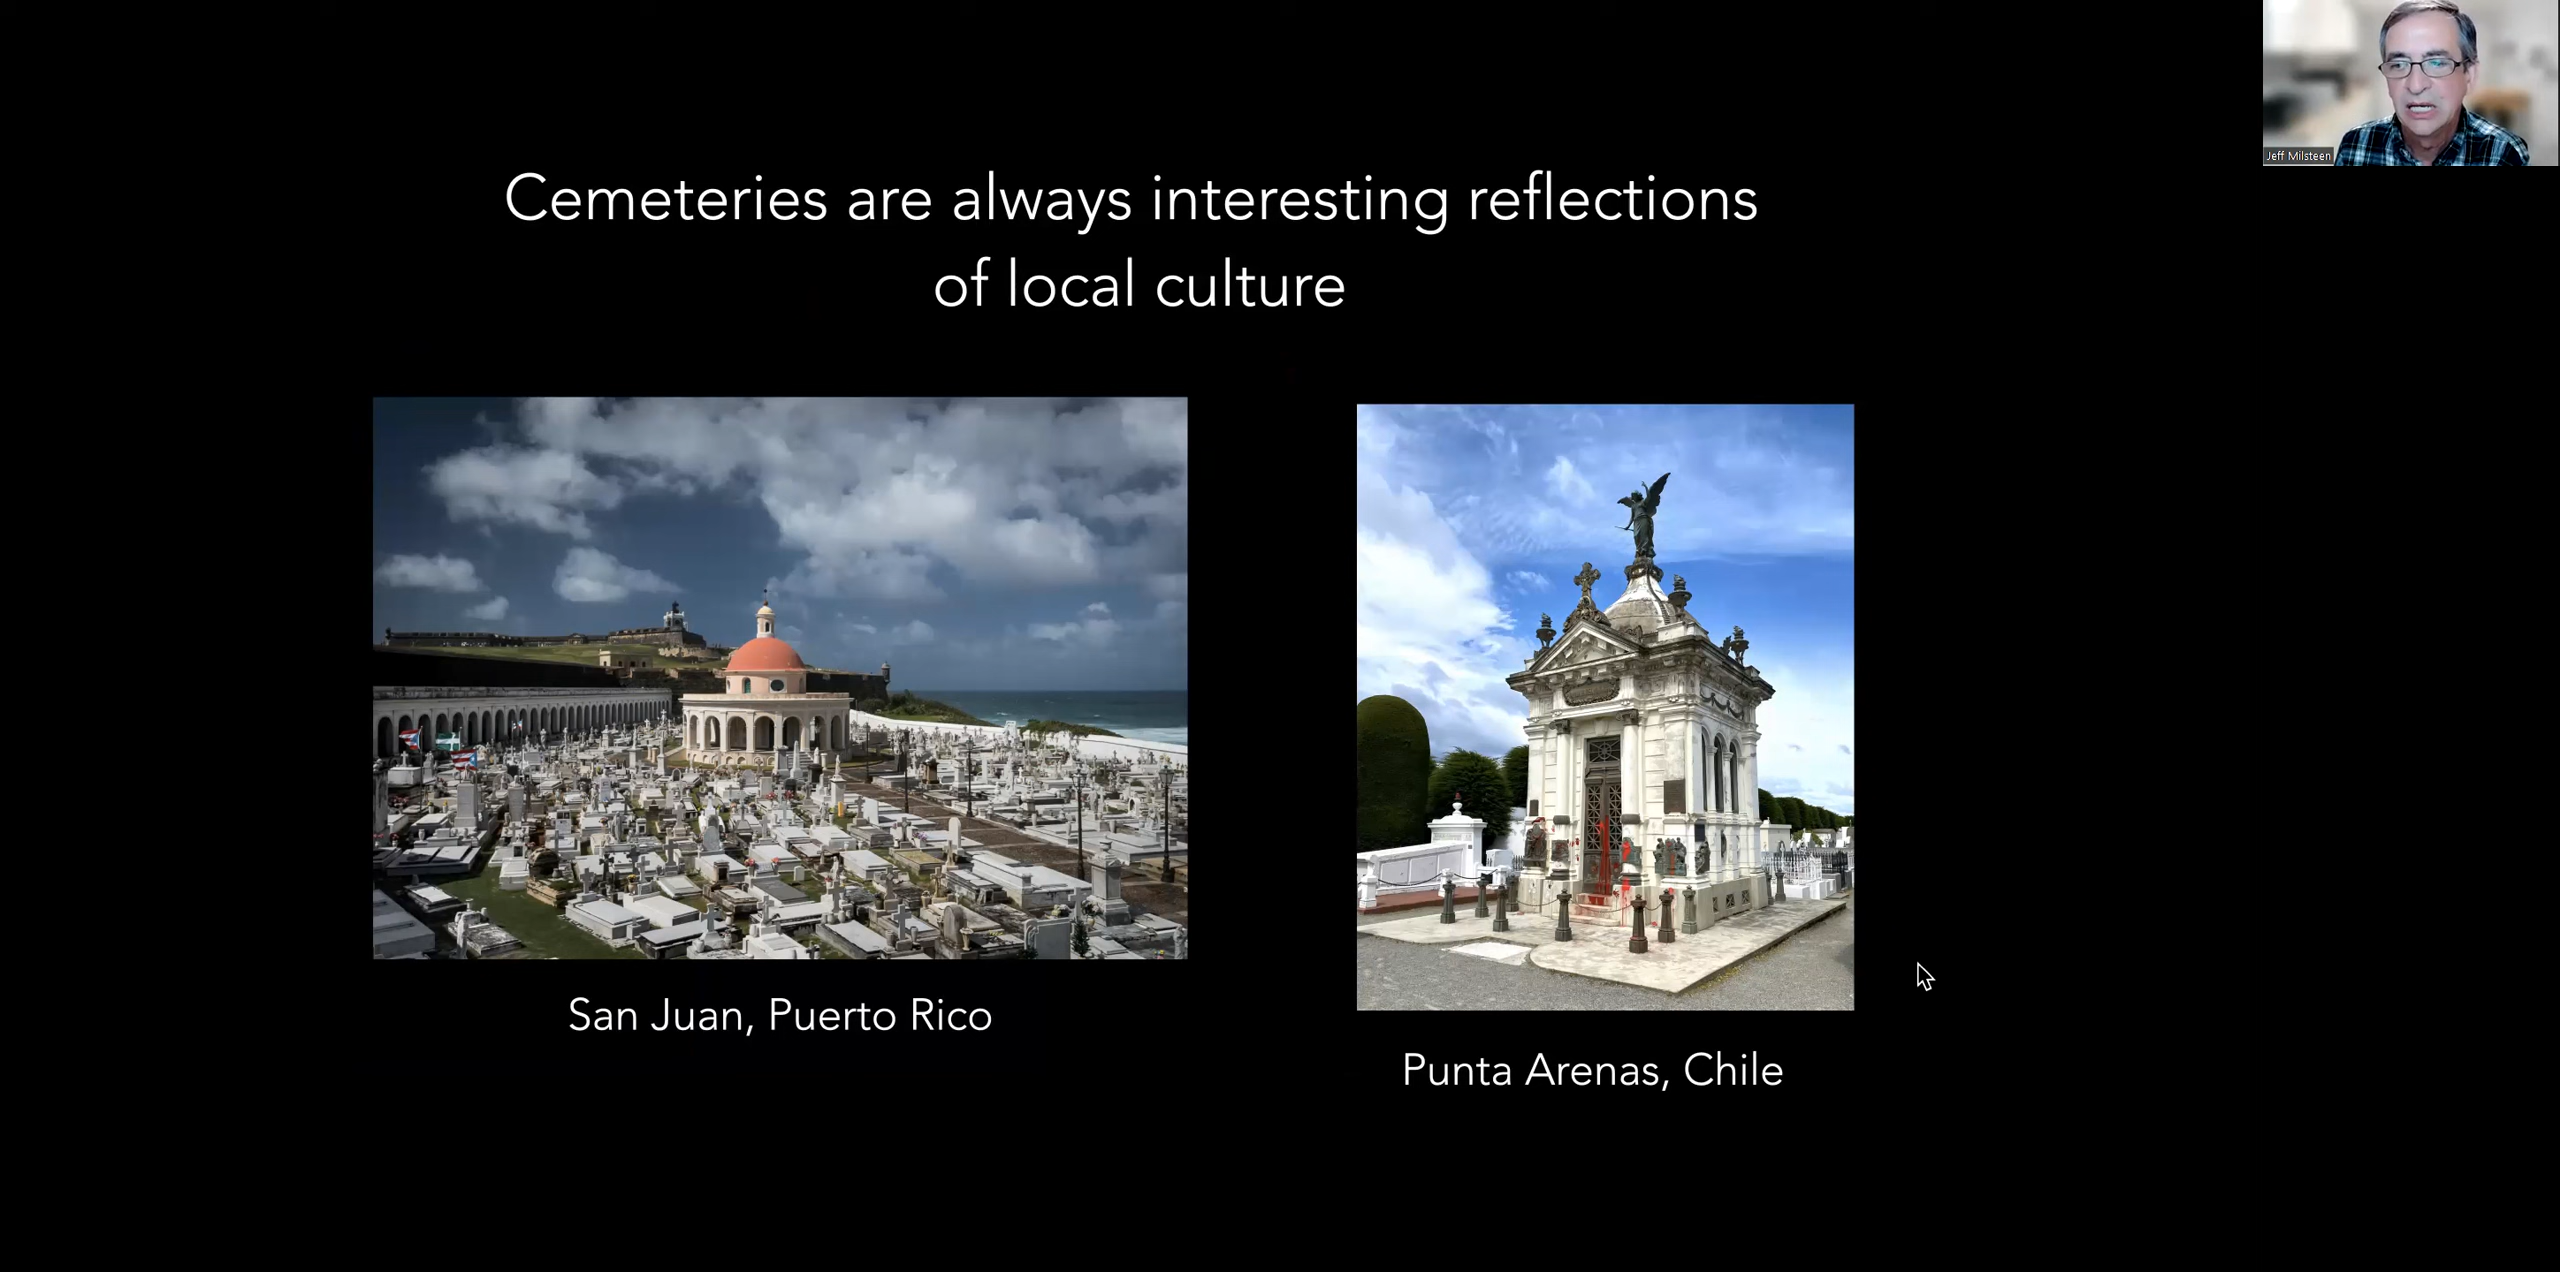 Cemeteries are always interesting reflections
of local culture
Jeff Milsteen
San Juan, Puerto Rico
Punta Arenas, Chile